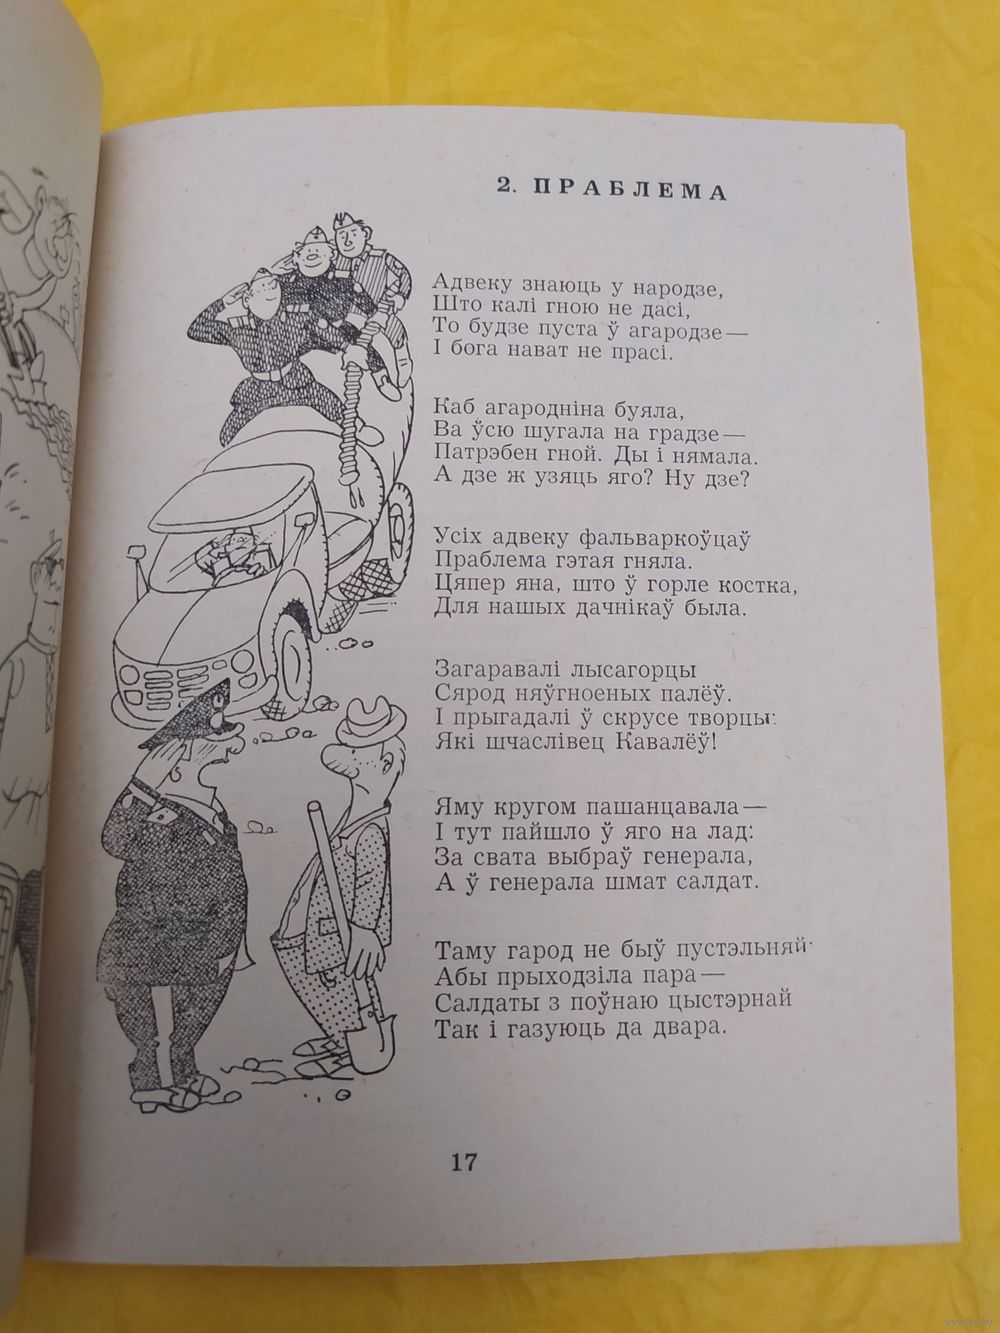 2. ПРАБЛЕМА
Адвеку знаюць у народзе,
Што калі гною не дасі,
То будзе пуста ў агародзе—
І бога нават не прасі.
Каб агародніна буяла,
Ва ўсю шугала на градзе—
Патрэбен гной. Ды і нямала.
А дзе ж узяць яго? Ну дзе?
Усіх адвеку фальваркоўцаў
Праблема гэтая гняла.
Цяпер яна, што ў горле костка,
Для нашых дачнікаў была.
Загаравалі лысагорцы
Сярод няўгноеных палёў.
І прыгадалі ў скрусе творцы:
Які шчаслівец Кавалёў!
Яму кругом пашанцавала—
І тут пайшло ў яго на лад:
За свата выбраў генерала,
А ў генерала шмат салдат.
Таму гарод не быў пустэльняй·
Абы прыходзіла пара—
Салдаты з поўнаю цыстэрнай
Так і газуюць да двара.
17